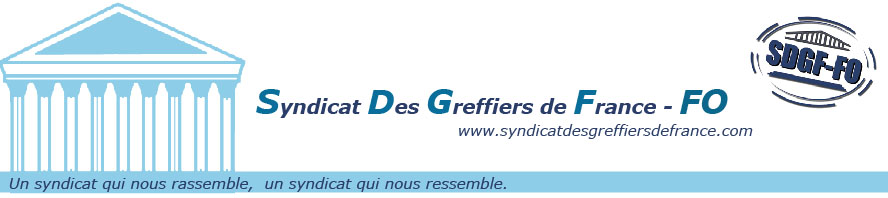 SDGF-FO
Syndicat Des Greffiers de France - FO
www.syndicatdesgreffiersdefrance.com
Un syndicat qui nous rassemble, un syndicat qui nous ressemble.